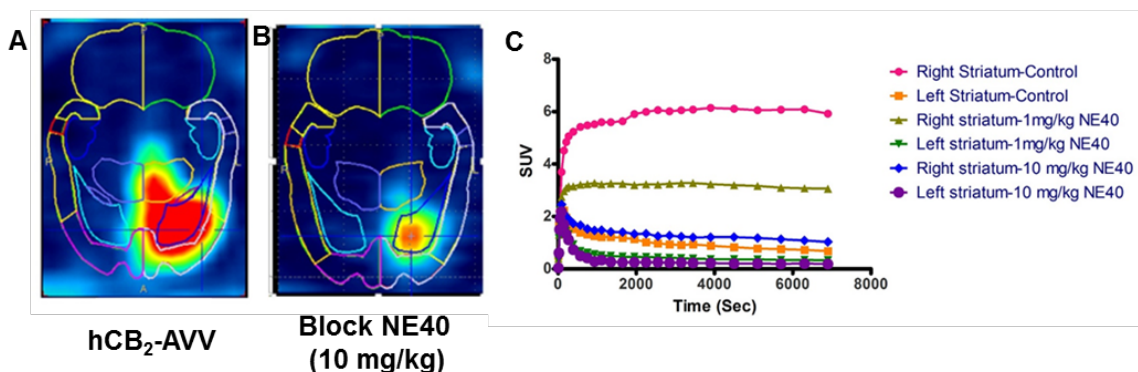 A
B
C
P
R
L
A
hCB₂-AVV
Block NE40
(10 mg/kg)
SUV
8
6
4
2
0
0
2000
4000
6000
8000
Time (Sec)
Right Striatum-Control
Left Striatum-Control
Right striatum-1mg/kg NE40
Left striatum-1mg/kg NE40
Right striatum-10 mg/kg NE40
Left striatum-10 mg/kg NE40